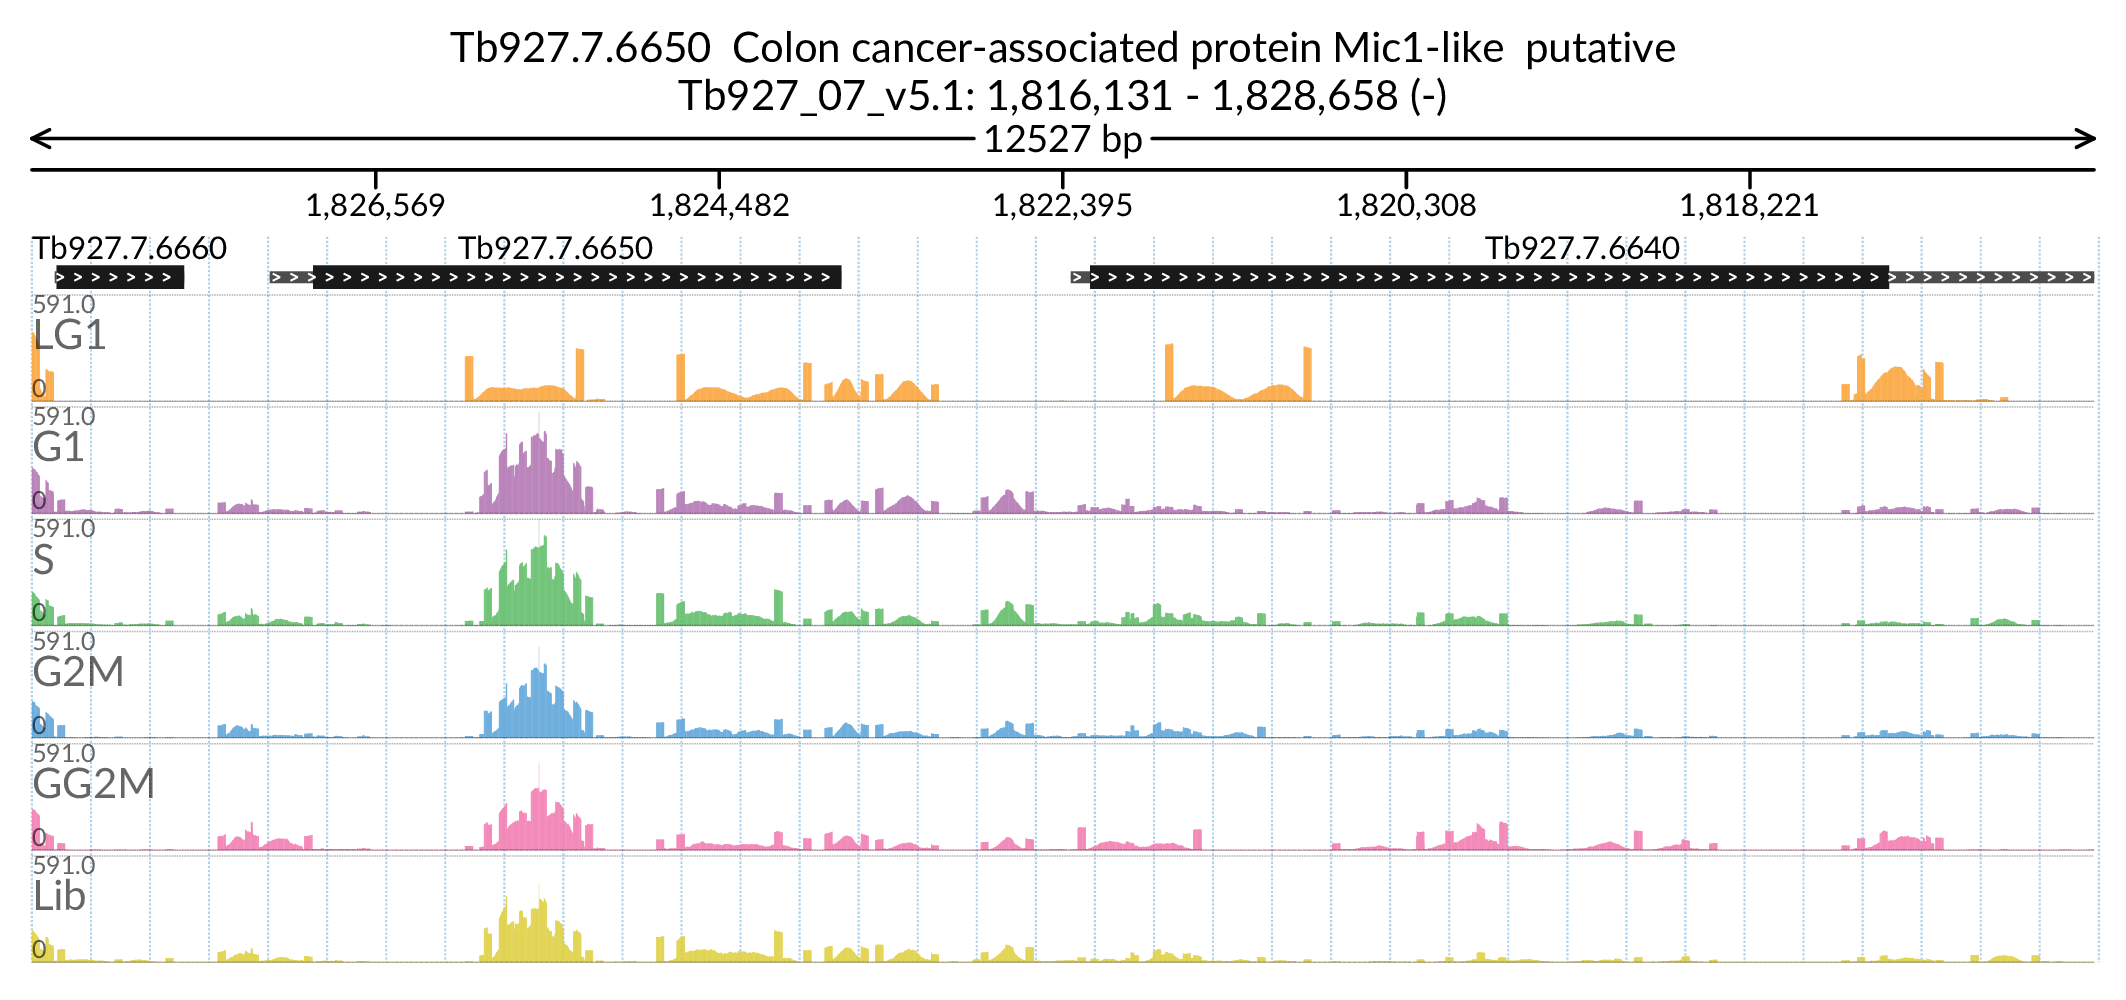 Tb927.7.6650  Colon cancer-associated protein Mic1-like  putative
Tb927_07_v5.1: 1,816,131 - 1,828,658 (-)
12527 bp
1,826,569 1,824,482 1,822,395 1,820,308 1,818,221
Tb927.7.6660 Tb927.7.6650 Tb927.7.6640
591.0
LG1
0
591.0
G1
0
591.0
S
0
591.0
G2M
0
591.0
GG2M
0
591.0
Lib
0